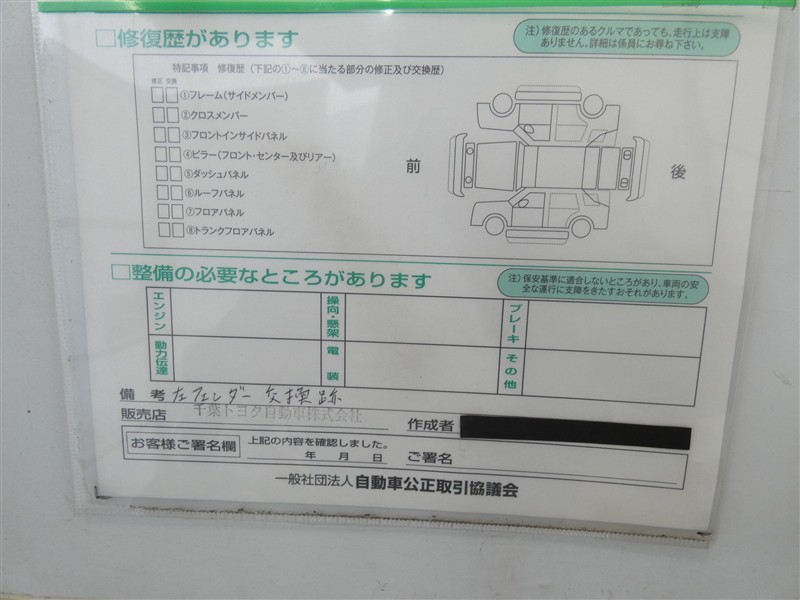 □修復歴があります
注）修復歴のあるクルマであっても、走行上は支障
ありません。詳細は係員にお尋ね下さい。
特記事項 修復歴（下記の①〜⑧に当たる部分の修正及び交換歴）
修正 交換
①フレーム（サイドメンバー）
②クロスメンバー
③フロントインサイドパネル
④ピラー（フロント・センター及びリアー）
⑤ダッシュパネル
⑥ルーフパネル
⑦フロアパネル
⑧トランクフロアパネル
前
後
□整備の必要なところがあります
注）保安基準に適合しないところがあり、車両の安
全な運行に支障をきたすおそれがあります。
エンジン
操向・懸架
ブレーキ
動力伝達
電装
その他
備考 左フェンダー 交換跡
販売店 千葉トヨタ自動車株式会社
作成者
お客様ご署名欄
上記の内容を確認しました。
年 月 日 ご署名
一般社団法人 自動車公正取引協議会